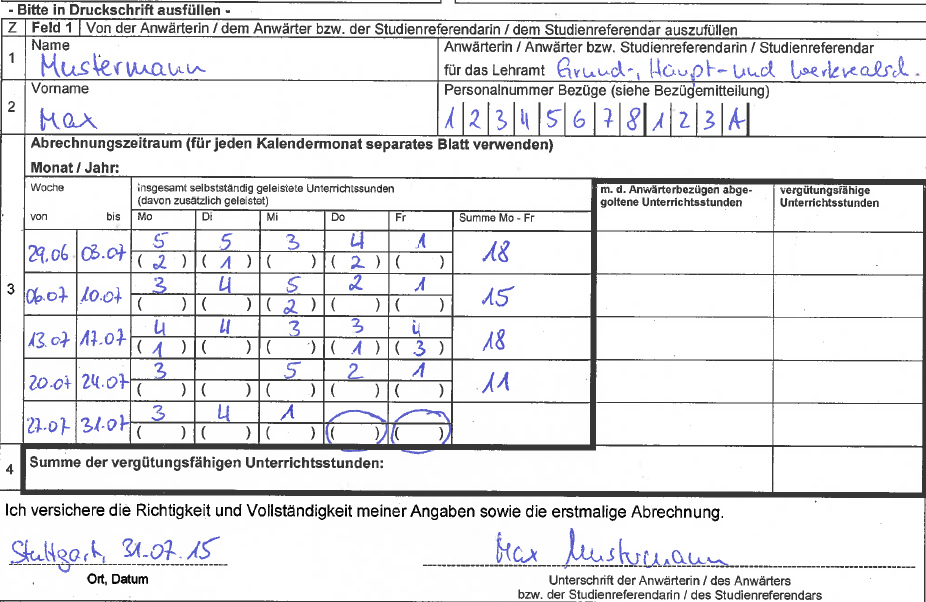 - Bitte in Druckschrift ausfüllen -
Z Feld 1 Von der Anwärterin / dem Anwärter bzw. der Studienreferendarin / dem Studienreferendar auszufüllen
1 Name Anwärterin / Anwärter bzw. Studienreferendarin / Studienreferendar
Mustermann für das Lehramt Grund-, Haupt- und Werkrealsch.
2 Vorname Personalnummer Bezüge (siehe Bezügemitteilung)
Max 1 2 3 4 5 6 7 8 1 2 3 A
Abrechnungszeitraum (für jeden Kalendermonat separates Blatt verwenden)
Monat / Jahr:
Woche insgesamt selbstständig geleistete Unterrichtssunden m. d. Anwärterbezügen abge- vergütungsfähige
(davon zusätzlich geleistet) goltene Unterrichtsstunden Unterrichtsstunden
von bis Mo Di Mi Do Fr Summe Mo - Fr
29.06 03.07 5 5 3 4 1 18
( 2 ) ( 1 ) ( ) ( 2 ) ( )
3
06.07 10.07 3 4 5 2 1 15
( ) ( ) ( 2 ) ( ) ( )
13.07 17.07 4 4 3 3 4 18
( 1 ) ( ) ( ) ( 1 ) ( 3 )
20.07 24.07 3 5 2 1 11
( ) ( ) ( ) ( ) ( )
27.07 31.07 3 4 1
( ) ( ) ( ) ( ) ( )
4 Summe der vergütungsfähigen Unterrichtsstunden:
Ich versichere die Richtigkeit und Vollständigkeit meiner Angaben sowie die erstmalige Abrechnung.
Stuttgart, 31.07.15 Max Mustermann
Ort, Datum Unterschrift der Anwärterin / des Anwärters
bzw. der Studienreferendarin / des Studienreferendars